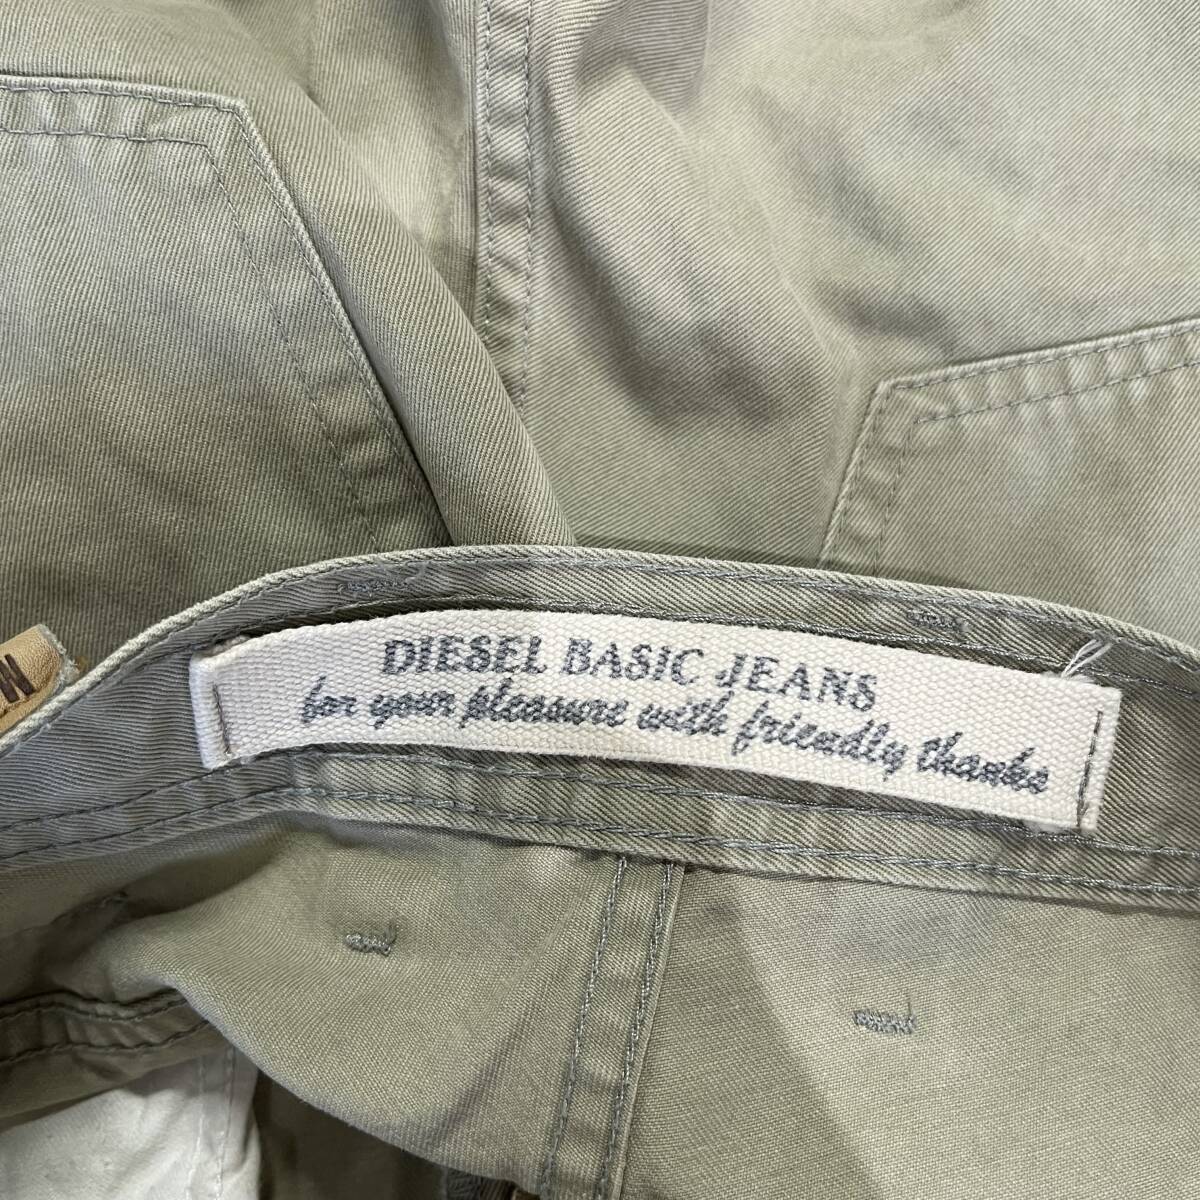 DIESEL BASIC JEANS
for your pleasure with friendly thanks